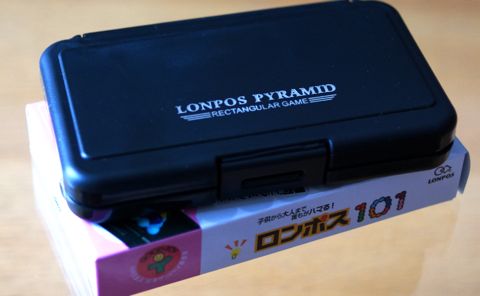 LONPOS PYRAMID
RECTANGULAR GAME
LONPOS
子供から大人まで
誰もがハマる!
ロンポス101